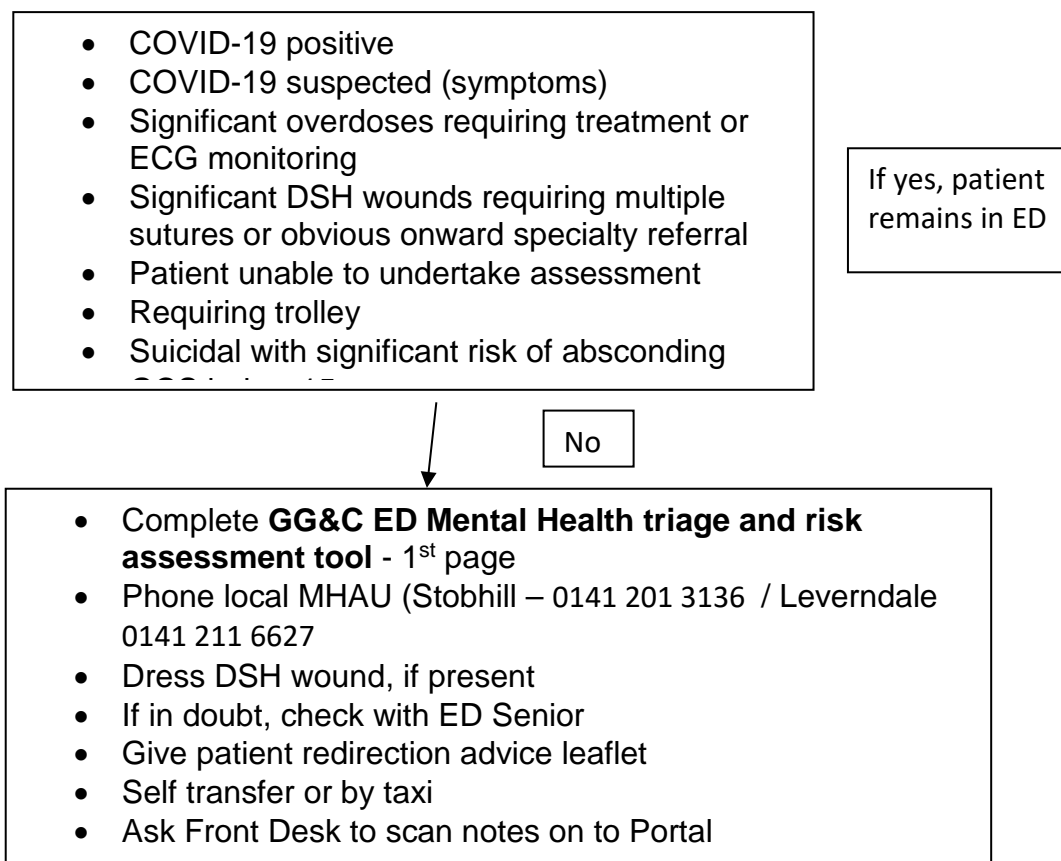 • COVID-19 positive
• COVID-19 suspected (symptoms)
• Significant overdoses requiring treatment or
ECG monitoring
• Significant DSH wounds requiring multiple
sutures or obvious onward specialty referral
• Patient unable to undertake assessment
• Requiring trolley
• Suicidal with significant risk of absconding
If yes, patient
remains in ED
No
• Complete GG&C ED Mental Health triage and risk
assessment tool - 1st page
• Phone local MHAU (Stobhill – 0141 201 3136 / Leverndale
0141 211 6627
• Dress DSH wound, if present
• If in doubt, check with ED Senior
• Give patient redirection advice leaflet
• Self transfer or by taxi
• Ask Front Desk to scan notes on to Portal